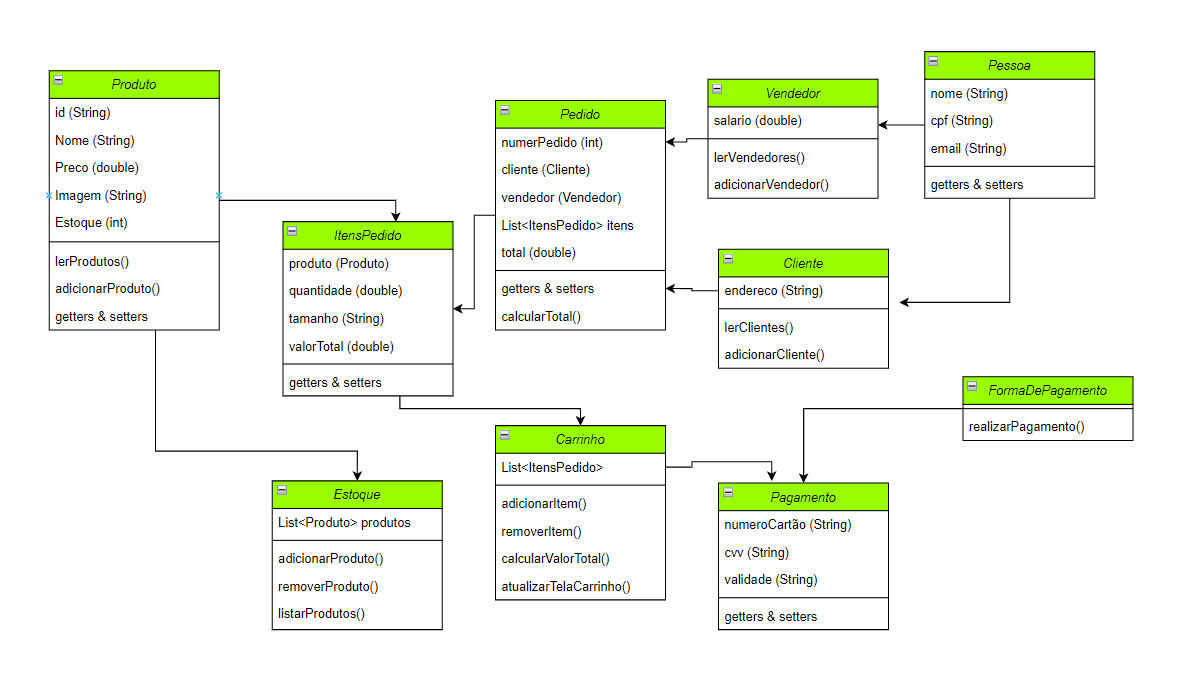 Produto
id (String)
Nome (String)
Preco (double)
Imagem (String)
Estoque (int)
lerProdutos()
adicionarProduto()
getters & setters
ItensPedido
produto (Produto)
quantidade (double)
tamanho (String)
valorTotal (double)
getters & setters
Pedido
numerPedido (int)
cliente (Cliente)
vendedor (Vendedor)
List<ItensPedido> itens
total (double)
getters & setters
calcularTotal()
Vendedor
salario (double)
lerVendedores()
adicionarVendedor()
Pessoa
nome (String)
cpf (String)
email (String)
getters & setters
Cliente
endereco (String)
lerClientes()
adicionarCliente()
FormaDePagamento
realizarPagamento()
Estoque
List<Produto> produtos
adicionarProduto()
removerProduto()
listarProdutos()
Carrinho
List<ItensPedido>
adicionarItem()
removerItem()
calcularValorTotal()
atualizarTelaCarrinho()
Pagamento
numeroCartão (String)
cvv (String)
validade (String)
getters & setters